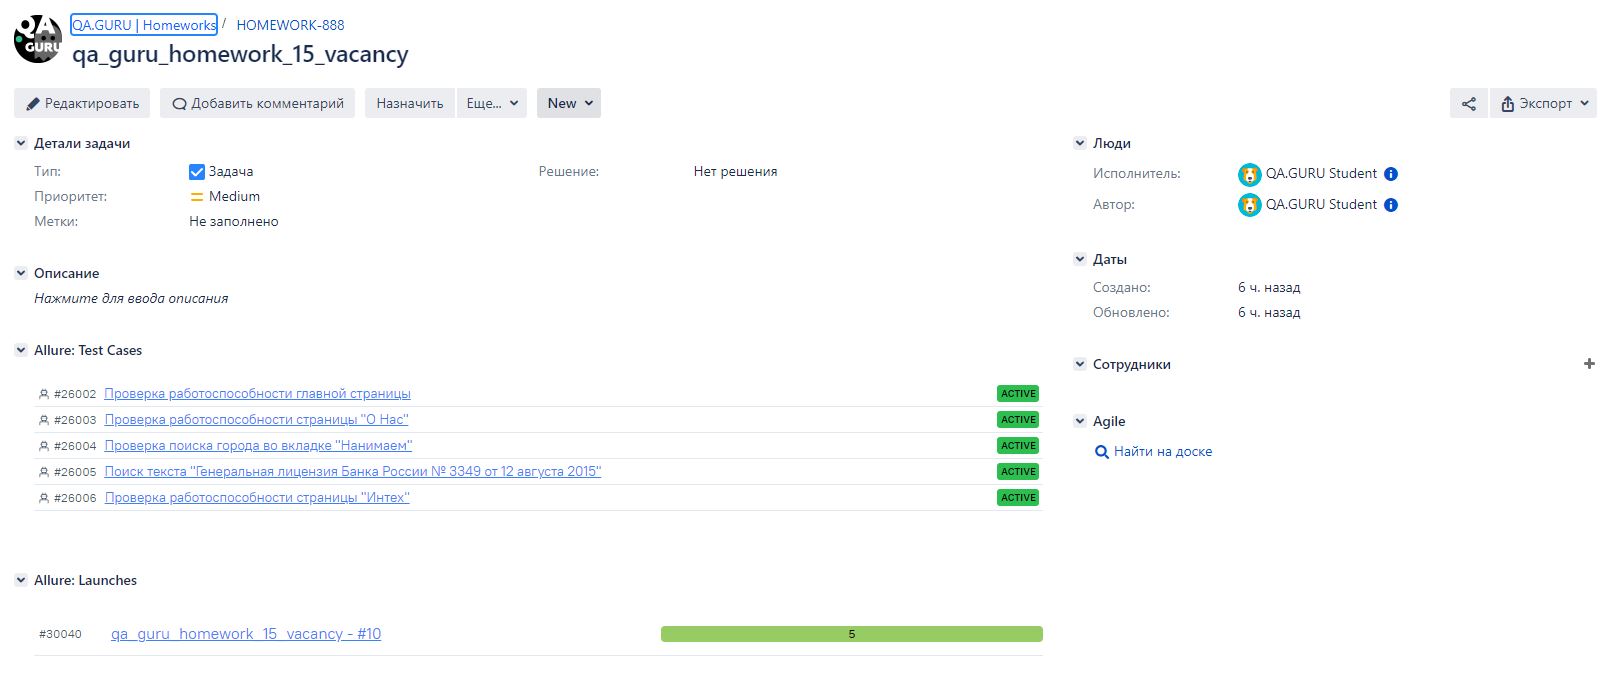 QA GURU
QA.GURU | Homeworks / HOMEWORK-888
qa_guru_homework_15_vacancy
Редактировать Добавить комментарий Назначить Еще... New Экспорт
Детали задачи
Тип: Задача Решение: Нет решения
Приоритет: Medium
Метки: Не заполнено
Описание
Нажмите для ввода описания
Allure: Test Cases
#26002 Проверка работоспособности главной страницы ACTIVE
#26003 Проверка работоспособности страницы "О Нас" ACTIVE
#26004 Проверка поиска города во вкладке "Нанимаем" ACTIVE
#26005 Поиск текста "Генеральная лицензия Банка России № 3349 от 12 августа 2015" ACTIVE
#26006 Проверка работоспособности страницы "Интех" ACTIVE
Allure: Launches
#30040 qa_guru_homework_15_vacancy - #10 5
Люди
Исполнитель: QA.GURU Student
Автор: QA.GURU Student
Даты
Создано: 6 ч. назад
Обновлено: 6 ч. назад
Сотрудники
Agile
Найти на доске